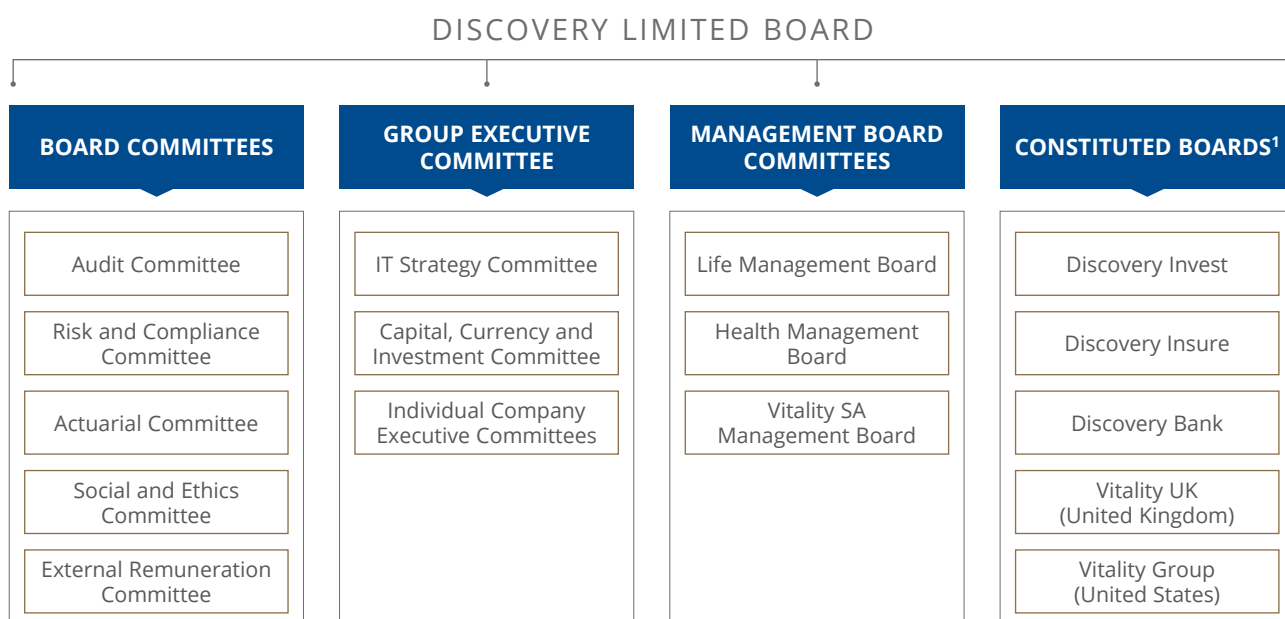 DISCOVERY LIMITED BOARD
BOARD COMMITTEES
Audit Committee
Risk and Compliance
Committee
Actuarial Committee
Social and Ethics
Committee
External Remuneration
Committee
GROUP EXECUTIVE
COMMITTEE
IT Strategy Committee
Capital, Currency and
Investment Committee
Individual Company
Executive Committees
MANAGEMENT BOARD
COMMITTEES
Life Management Board
Health Management
Board
Vitality SA
Management Board
CONSTITUTED BOARDS¹
Discovery Invest
Discovery Insure
Discovery Bank
Vitality UK
(United Kingdom)
Vitality Group
(United States)